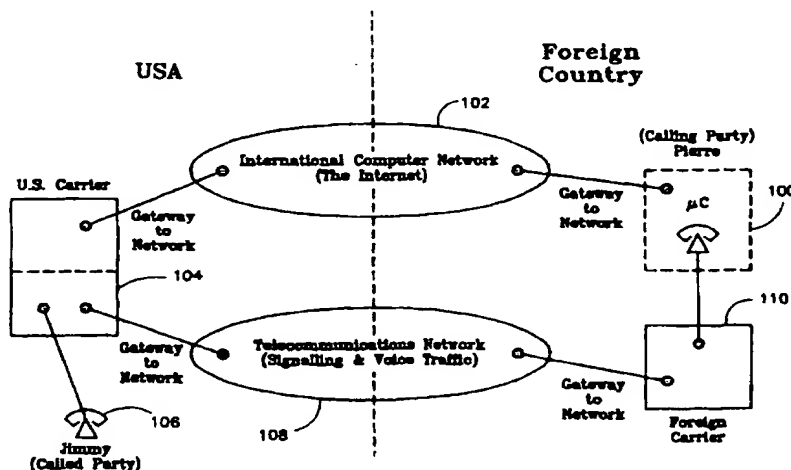 USA
Foreign
Country
102
(Calling Party)
Pierre
International Computer Network
(The Internet)
U.S. Carrier
Gateway
to
Network
Gateway
to
Network
μC
100
104
110
Telecommunications Network
(Signalling & Voice Traffic)
Gateway
to
Network
Gateway
to
Network
106
108
Jimmy
(Called Party)
Foreign
Carrier